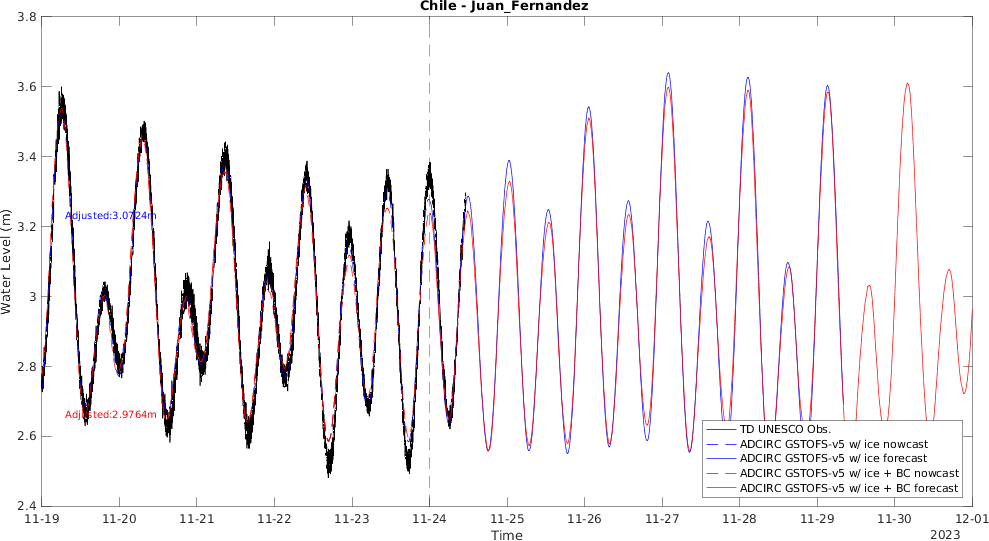 Chile - Juan_Fernandez
3.8
3.6
3.4
3.2
3
2.8
2.6
2.4
Water Level (m)
Adjusted:3.0724m
Adjusted:2.9764m
TD UNESCO Obs.
ADCIRC GSTOFS-v5 w/ ice nowcast
ADCIRC GSTOFS-v5 w/ ice forecast
ADCIRC GSTOFS-v5 w/ ice + BC nowcast
ADCIRC GSTOFS-v5 w/ ice + BC forecast
11-19 11-20 11-21 11-22 11-23 11-24 11-25 11-26 11-27 11-28 11-29 11-30 12-01
Time
2023